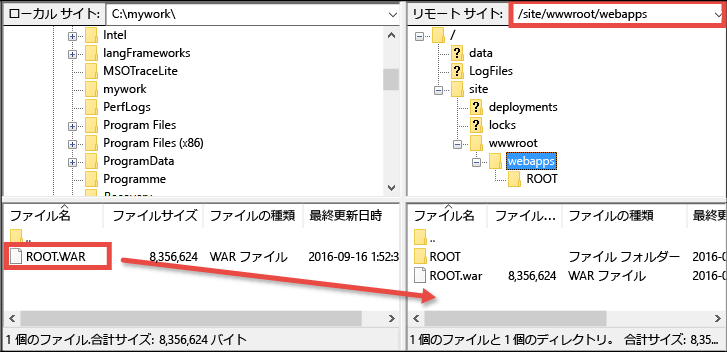 ローカル サイト: C:\mywork\
Intel
langFrameworks
MSOTraceLite
mywork
PerfLogs
Program Files
Program Files (x86)
ProgramData
Programme
ファイル名 ファイルサイズ ファイルの種類 最終更新日時
..
ROOT.WAR 8,356,624 WAR ファイル 2016-09-16 1:52:3
1 個のファイル.合計サイズ: 8,356,624 バイト
リモート サイト: /site/wwwroot/webapps
/
data
LogFiles
site
deployments
locks
wwwroot
webapps
ROOT
ファイル名 ファイル... ファイルの種類 最終更
..
ROOT ファイル フォルダー 2016-0
ROOT.war 8,356,624 WAR ファイル 2016-0
1 個のファイルと 1 個のディレクトリ。 合計サイズ: 8,35...